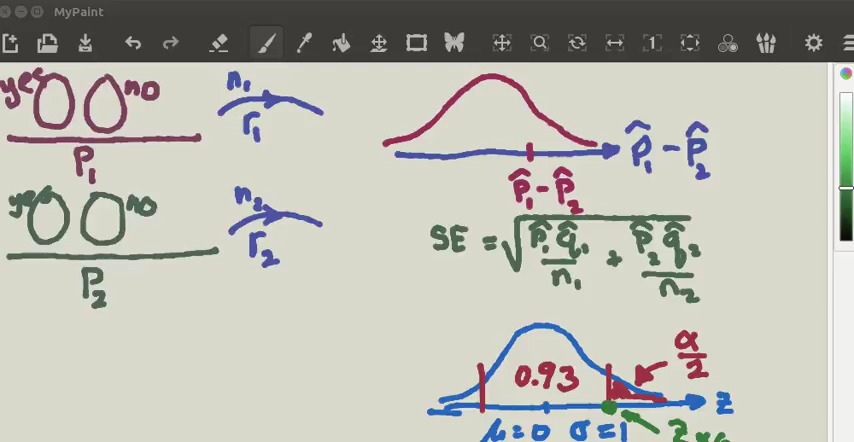 MyPaint
1
yes no
n₁
r₁
P₁
yes no
n₂
r₂
P₂
p̂₁ - p̂₂
p̂₁ - p̂₂
SE = √(p̂₁q̂₁/n₁ + p̂₂q̂₂/n₂)
0.93
α/2
z
μ=0 σ=1